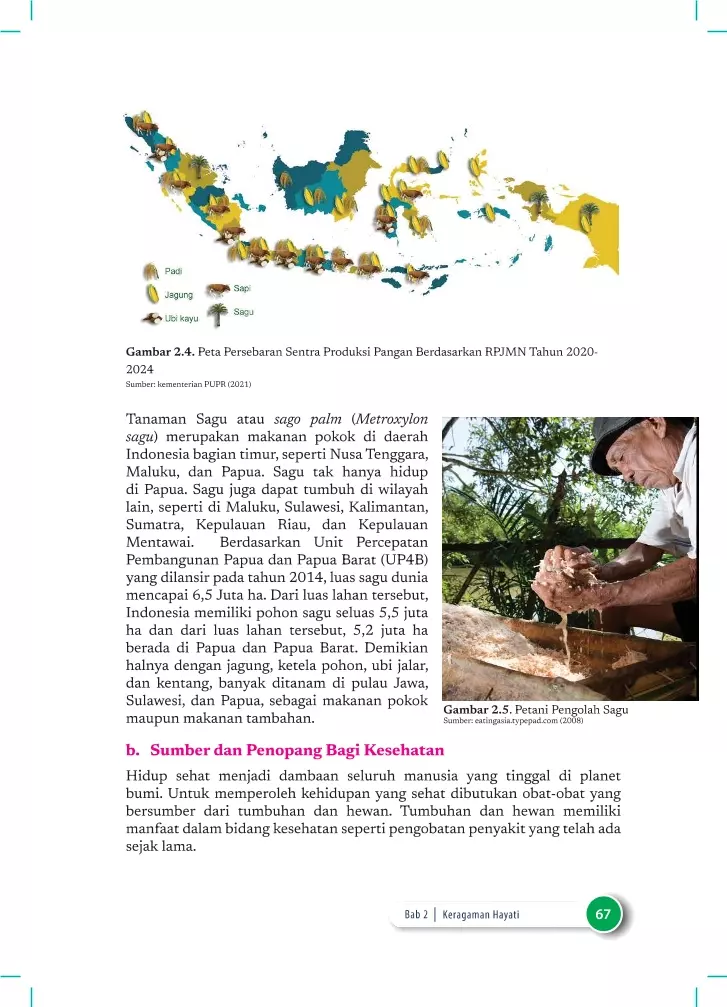 Padi
Jagung
Ubi kayu
Sapi
Sagu
Gambar 2.4. Peta Persebaran Sentra Produksi Pangan Berdasarkan RPJMN Tahun 2020-
2024
Sumber: kementerian PUPR (2021)
Tanaman Sagu atau sago palm (Metroxylon
sagu) merupakan makanan pokok di daerah
Indonesia bagian timur, seperti Nusa Tenggara,
Maluku, dan Papua. Sagu tak hanya hidup
di Papua. Sagu juga dapat tumbuh di wilayah
lain, seperti di Maluku, Sulawesi, Kalimantan,
Sumatra, Kepulauan Riau, dan Kepulauan
Mentawai. Berdasarkan Unit Percepatan
Pembangunan Papua dan Papua Barat (UP4B)
yang dilansir pada tahun 2014, luas sagu dunia
mencapai 6,5 Juta ha. Dari luas lahan tersebut,
Indonesia memiliki pohon sagu seluas 5,5 juta
ha dan dari luas lahan tersebut, 5,2 juta ha
berada di Papua dan Papua Barat. Demikian
halnya dengan jagung, ketela pohon, ubi jalar,
dan kentang, banyak ditanam di pulau Jawa,
Sulawesi, dan Papua, sebagai makanan pokok
maupun makanan tambahan.
Gambar 2.5. Petani Pengolah Sagu
Sumber: eatingasia.typepad.com (2008)
b. Sumber dan Penopang Bagi Kesehatan
Hidup sehat menjadi dambaan seluruh manusia yang tinggal di planet
bumi. Untuk memperoleh kehidupan yang sehat dibutukan obat-obat yang
bersumber dari tumbuhan dan hewan. Tumbuhan dan hewan memiliki
manfaat dalam bidang kesehatan seperti pengobatan penyakit yang telah ada
sejak lama.
Bab 2 | Keragaman Hayati 67